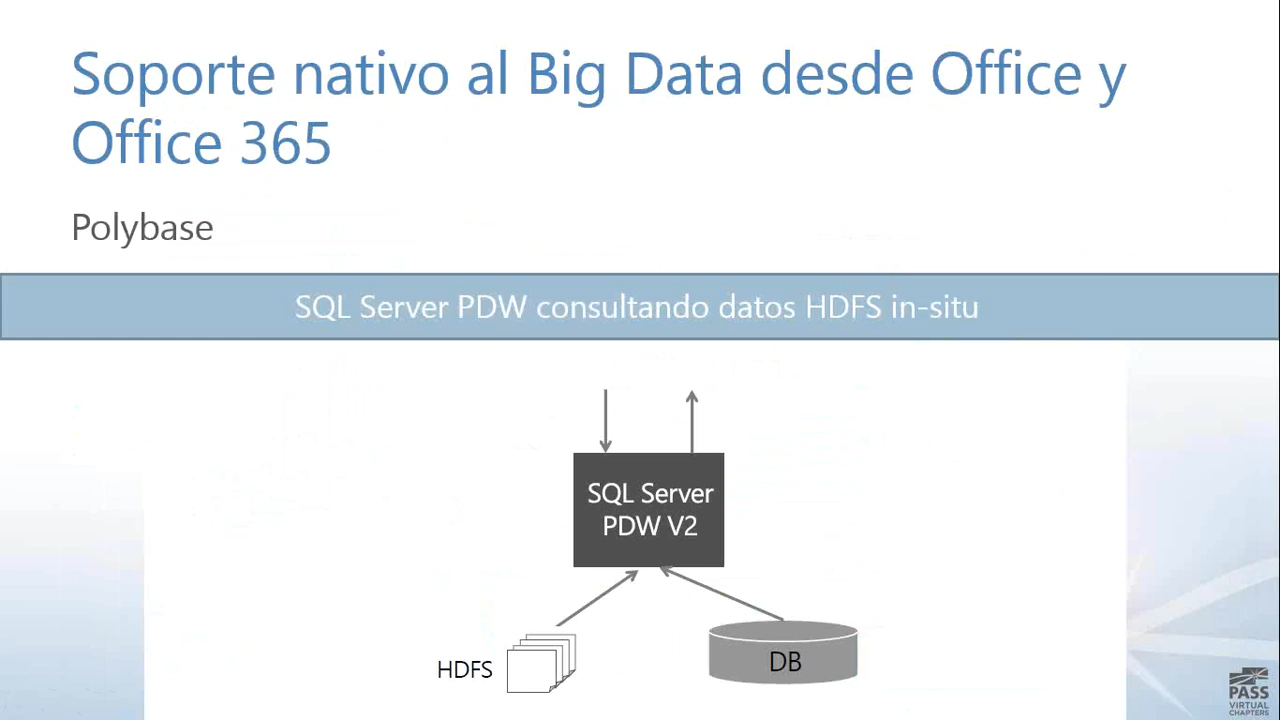 Soporte nativo al Big Data desde Office y
Office 365
Polybase
SQL Server PDW consultando datos HDFS in-situ
SQL Server
PDW V2
HDFS
DB
PASS
VIRTUAL
CHAPTERS